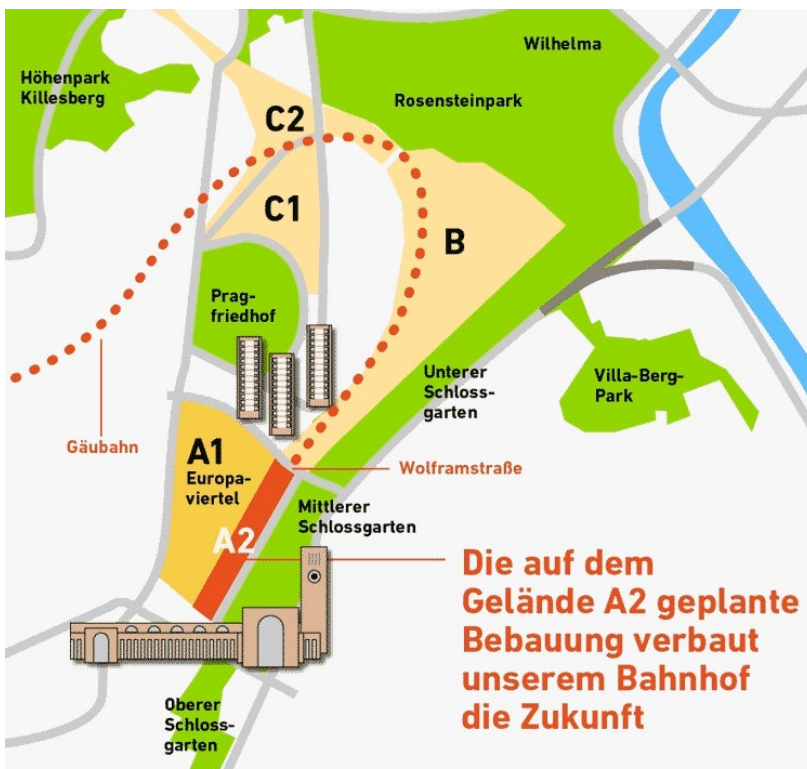 Wilhelma
Höhenpark
Killesberg
Rosensteinpark
C2
C1
B
Prag-
friedhof
Unterer
Schloss-
garten
Villa-Berg-
Park
Gäubahn
A1
Europa-
viertel
Wolframstraße
Mittlerer
Schlossgarten
A2
Die auf dem
Gelände A2 geplante
Bebauung verbaut
unserem Bahnhof
die Zukunft
Oberer
Schloss-
garten